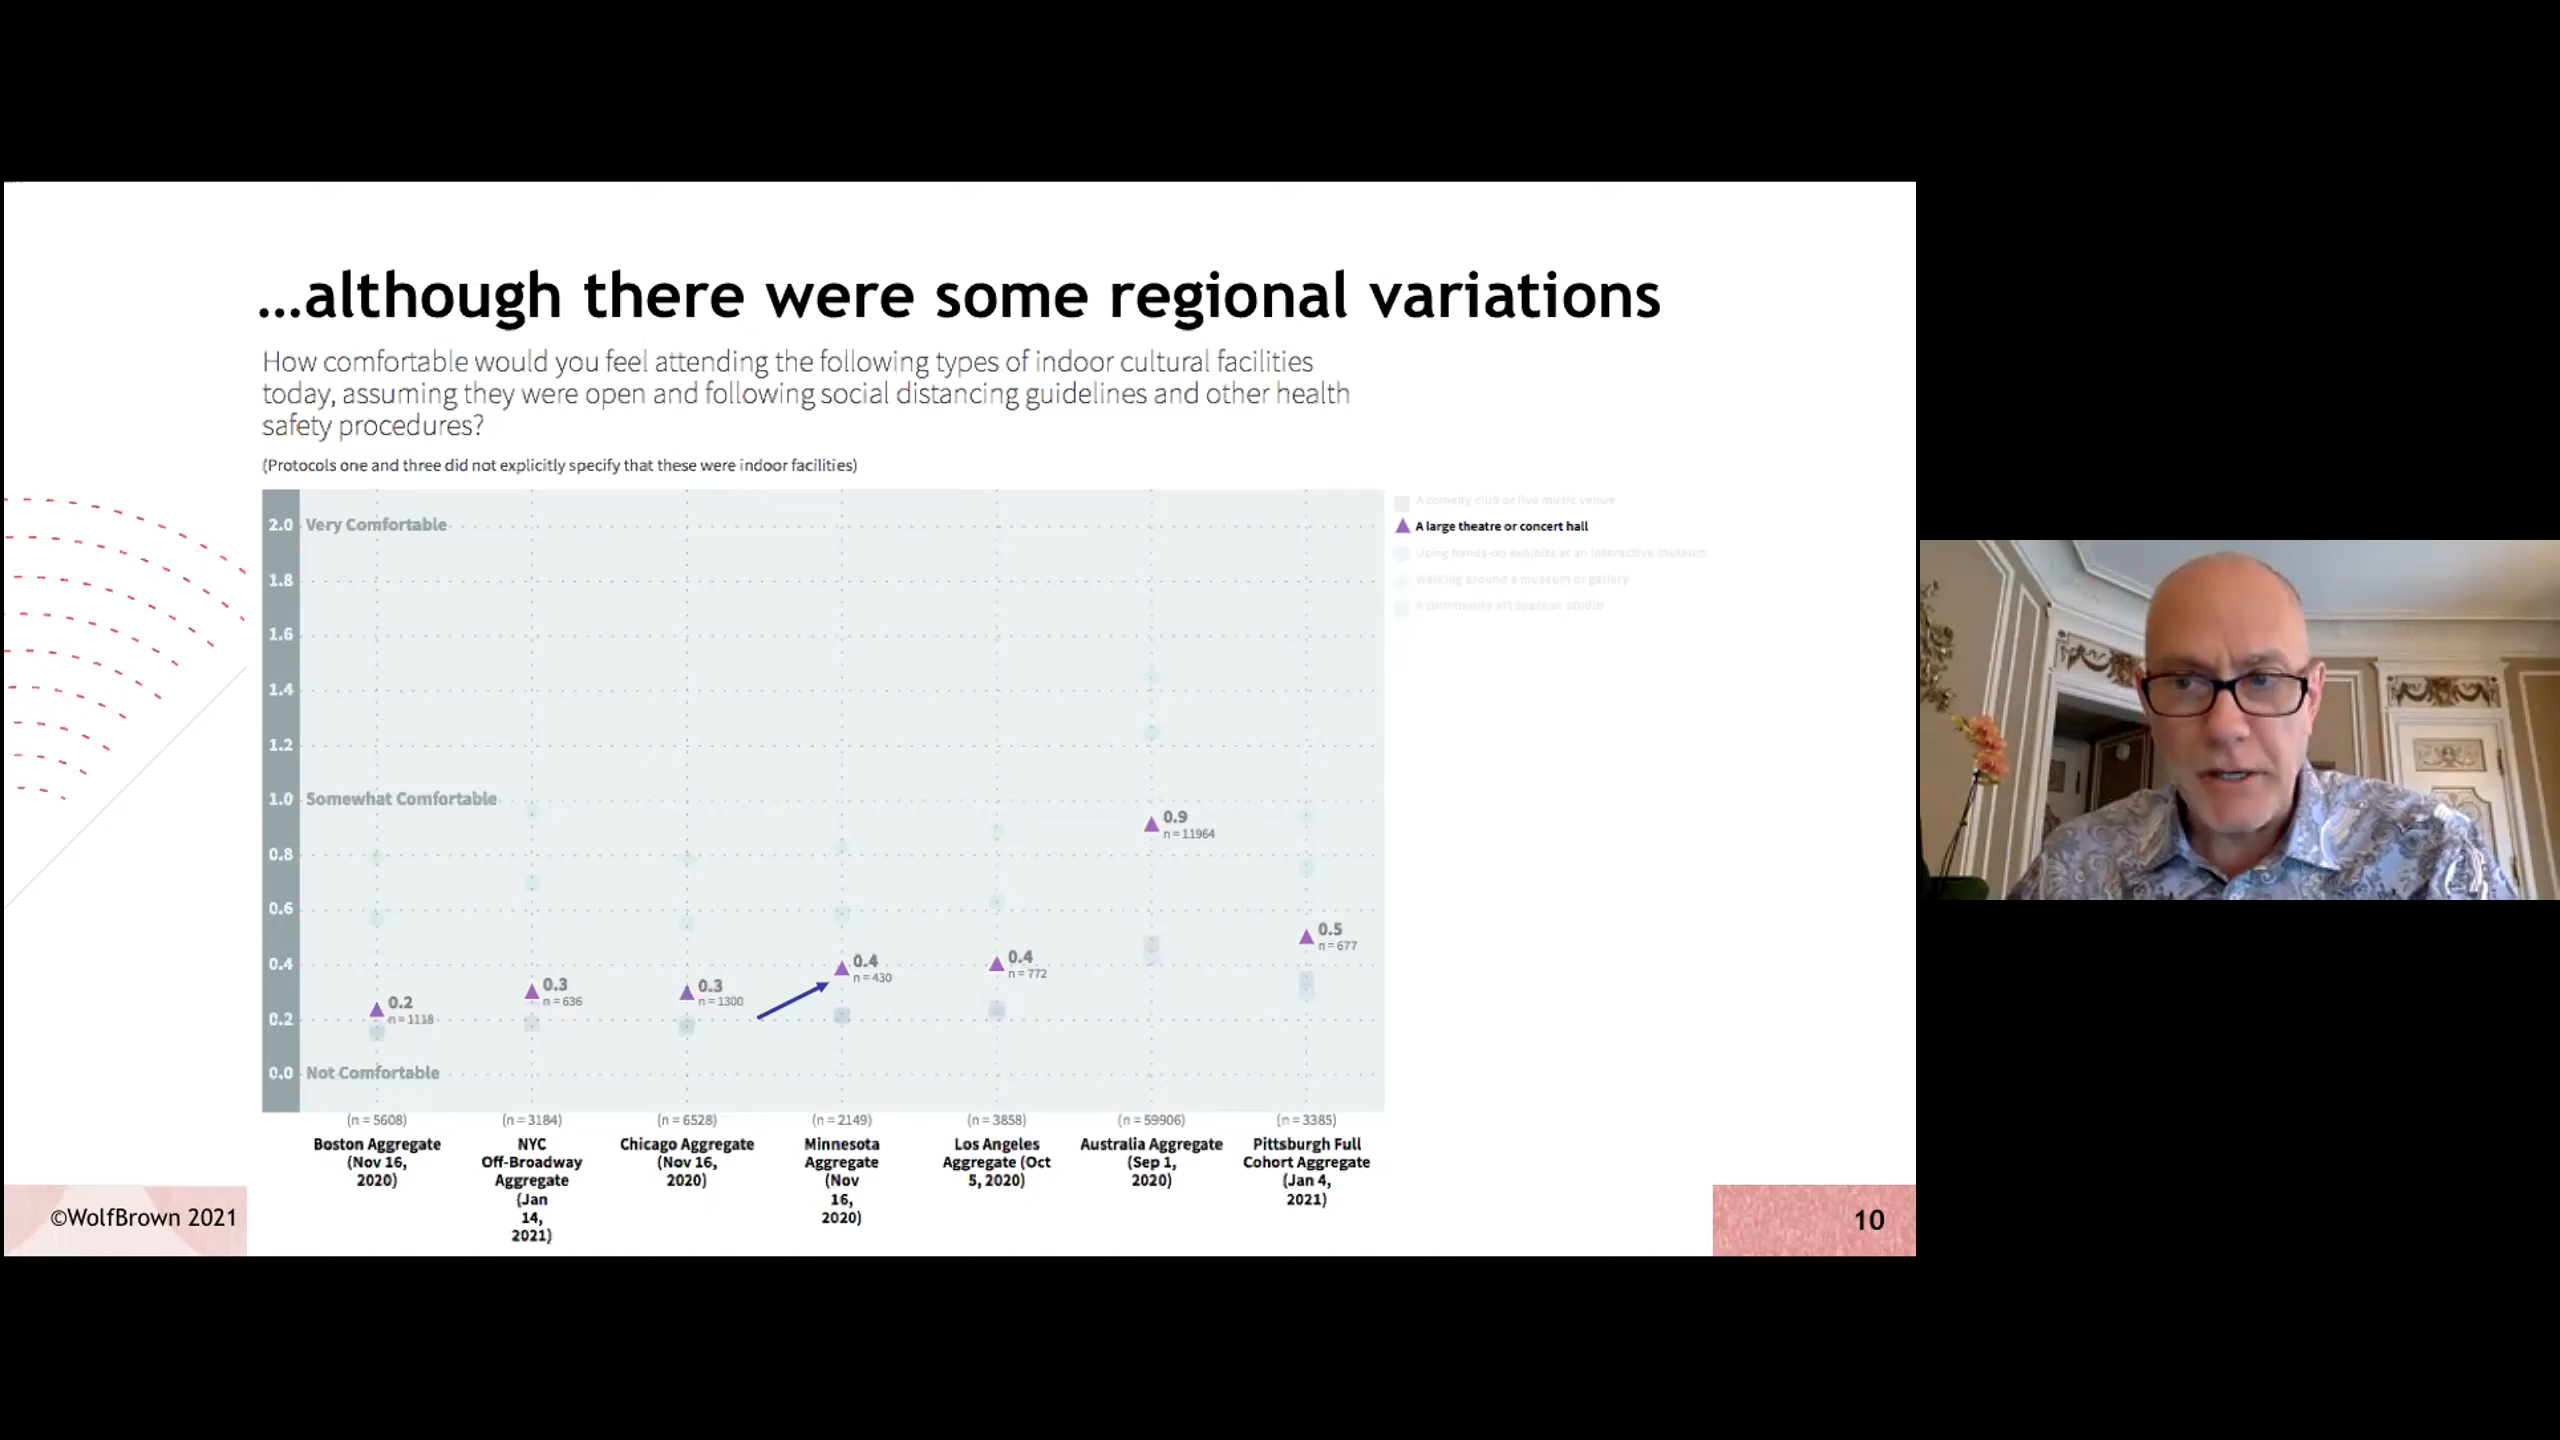 ...although there were some regional variations
How comfortable would you feel attending the following types of indoor cultural facilities
today, assuming they were open and following social distancing guidelines and other health
safety procedures?
(Protocols one and three did not explicitly specify that these were indoor facilities)
A comedy club or live music venue
A large theatre or concert hall
Using hands-on exhibits at an interactive museum
Walking around a museum or gallery
A community art space or studio
2.0 Very Comfortable
1.8
1.6
1.4
1.2
1.0 Somewhat Comfortable
0.8
0.6
0.4
0.2
0.0 Not Comfortable
0.2
n = 1118
0.3
n = 636
0.3
n = 1300
0.4
n = 430
0.4
n = 772
0.9
n = 11964
0.5
n = 677
(n = 5608)
Boston Aggregate
(Nov 16,
2020)
(n = 3184)
NYC
Off-Broadway
Aggregate
(Jan
14,
2021)
(n = 6528)
Chicago Aggregate
(Nov 16,
2020)
(n = 2149)
Minnesota
Aggregate
(Nov
16,
2020)
(n = 3858)
Los Angeles
Aggregate (Oct
5, 2020)
(n = 59906)
Australia Aggregate
(Sep 1,
2020)
(n = 3385)
Pittsburgh Full
Cohort Aggregate
(Jan 4,
2021)
©WolfBrown 2021
10